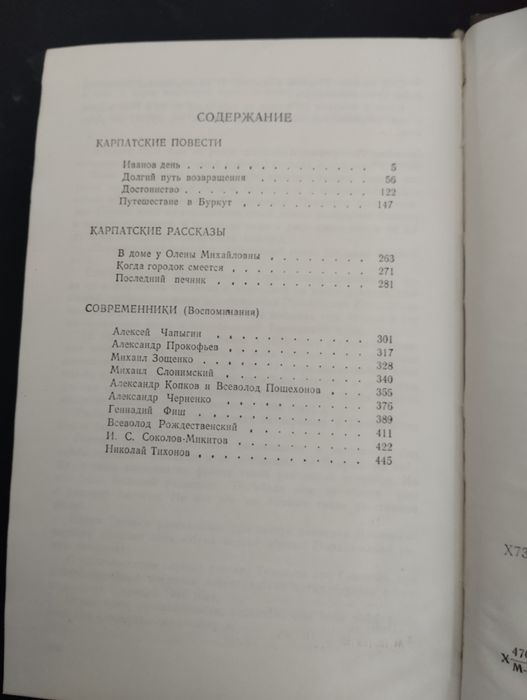 СОДЕРЖАНИЕ
КАРПАТСКИЕ ПОВЕСТИ
Иванов день . . . . . . . . . . . . 5
Долгий путь возвращения . . . . . . . . 56
Достоинство . . . . . . . . . . . . 122
Путешествие в Буркут . . . . . . . . . 147
КАРПАТСКИЕ РАССКАЗЫ
В доме у Олены Михайловны . . . . . . . 263
Когда городок смеется . . . . . . . . . 271
Последний печник . . . . . . . . . . 281
СОВРЕМЕННИКИ (Воспоминания)
Алексей Чапыгин . . . . . . . . . . . 301
Александр Прокофьев . . . . . . . . . . 317
Михаил Зощенко . . . . . . . . . . . 328
Михаил Слонимский . . . . . . . . . . 340
Александр Копков и Всеволод Пошехонов . . . 355
Александр Черненко . . . . . . . . . . 376
Геннадий Фиш . . . . . . . . . . . . 389
Всеволод Рождественский . . . . . . . . 411
И. С. Соколов-Микитов . . . . . . . . . 422
Николай Тихонов . . . . . . . . . . . 445
Х73
Х 476
М-